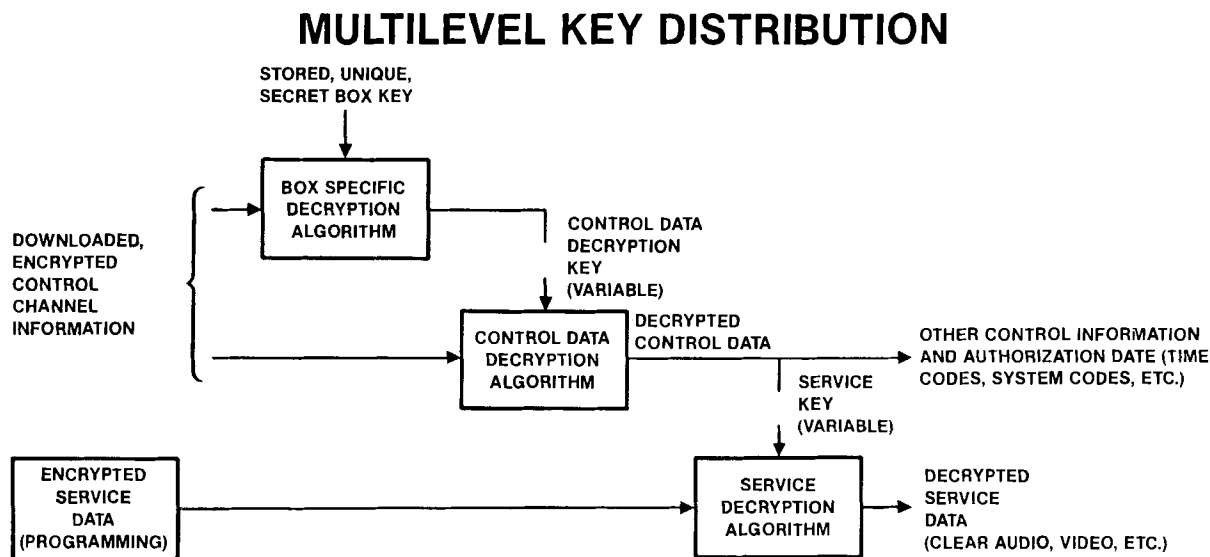 MULTILEVEL KEY DISTRIBUTION
STORED, UNIQUE,
SECRET BOX KEY
BOX SPECIFIC
DECRYPTION
ALGORITHM
DOWNLOADED,
ENCRYPTED
CONTROL
CHANNEL
INFORMATION
CONTROL DATA
DECRYPTION
KEY
(VARIABLE)
CONTROL DATA
DECRYPTION
ALGORITHM
DECRYPTED
CONTROL DATA
OTHER CONTROL INFORMATION
AND AUTHORIZATION DATE (TIME
CODES, SYSTEM CODES, ETC.)
SERVICE
KEY
(VARIABLE)
ENCRYPTED
SERVICE
DATA
(PROGRAMMING)
SERVICE
DECRYPTION
ALGORITHM
DECRYPTED
SERVICE
DATA
(CLEAR AUDIO, VIDEO, ETC.)